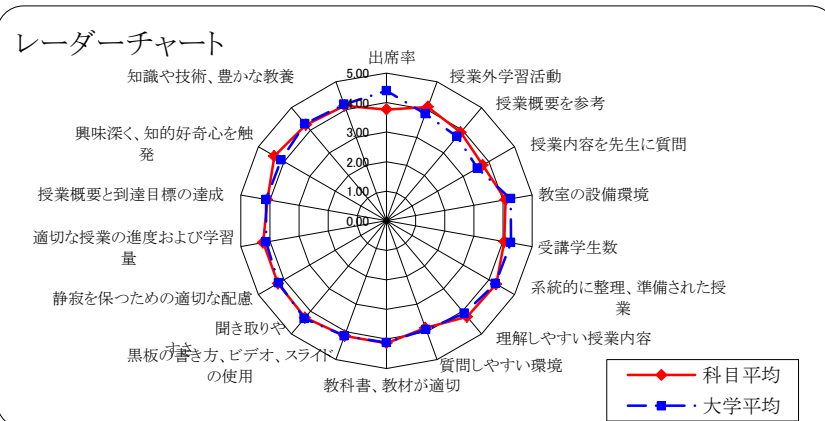 レーダーチャート
出席率
授業外学習活動
授業概要を参考
授業内容を先生に質問
教室の設備環境
受講学生数
系統的に整理、準備された授
業
理解しやすい授業内容
質問しやすい環境
教科書、教材が適切
黒板の書き方、ビデオ、スライド
の使用
聞き取りや
すさ
静寂を保つための適切な配慮
適切な授業の進度および学習
量
授業概要と到達目標の達成
興味深く、知的好奇心を触
発
知識や技術、豊かな教養
5.00
4.00
3.00
2.00
1.00
0.00
科目平均
大学平均